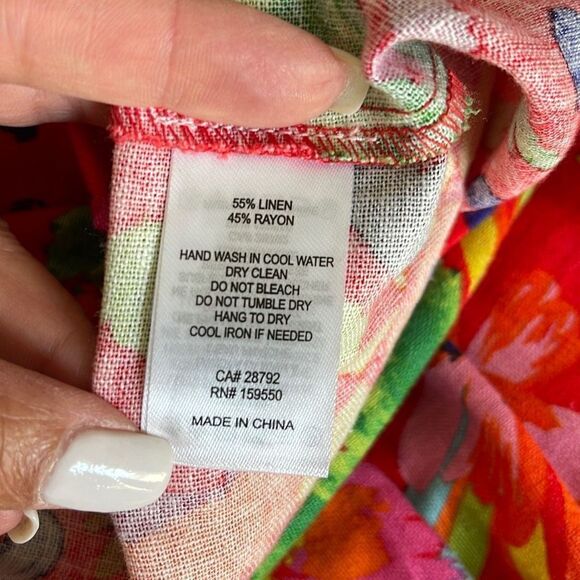 55% LINEN
45% RAYON
HAND WASH IN COOL WATER
DRY CLEAN
DO NOT BLEACH
DO NOT TUMBLE DRY
HANG TO DRY
COOL IRON IF NEEDED
CA# 28792
RN# 159550
MADE IN CHINA